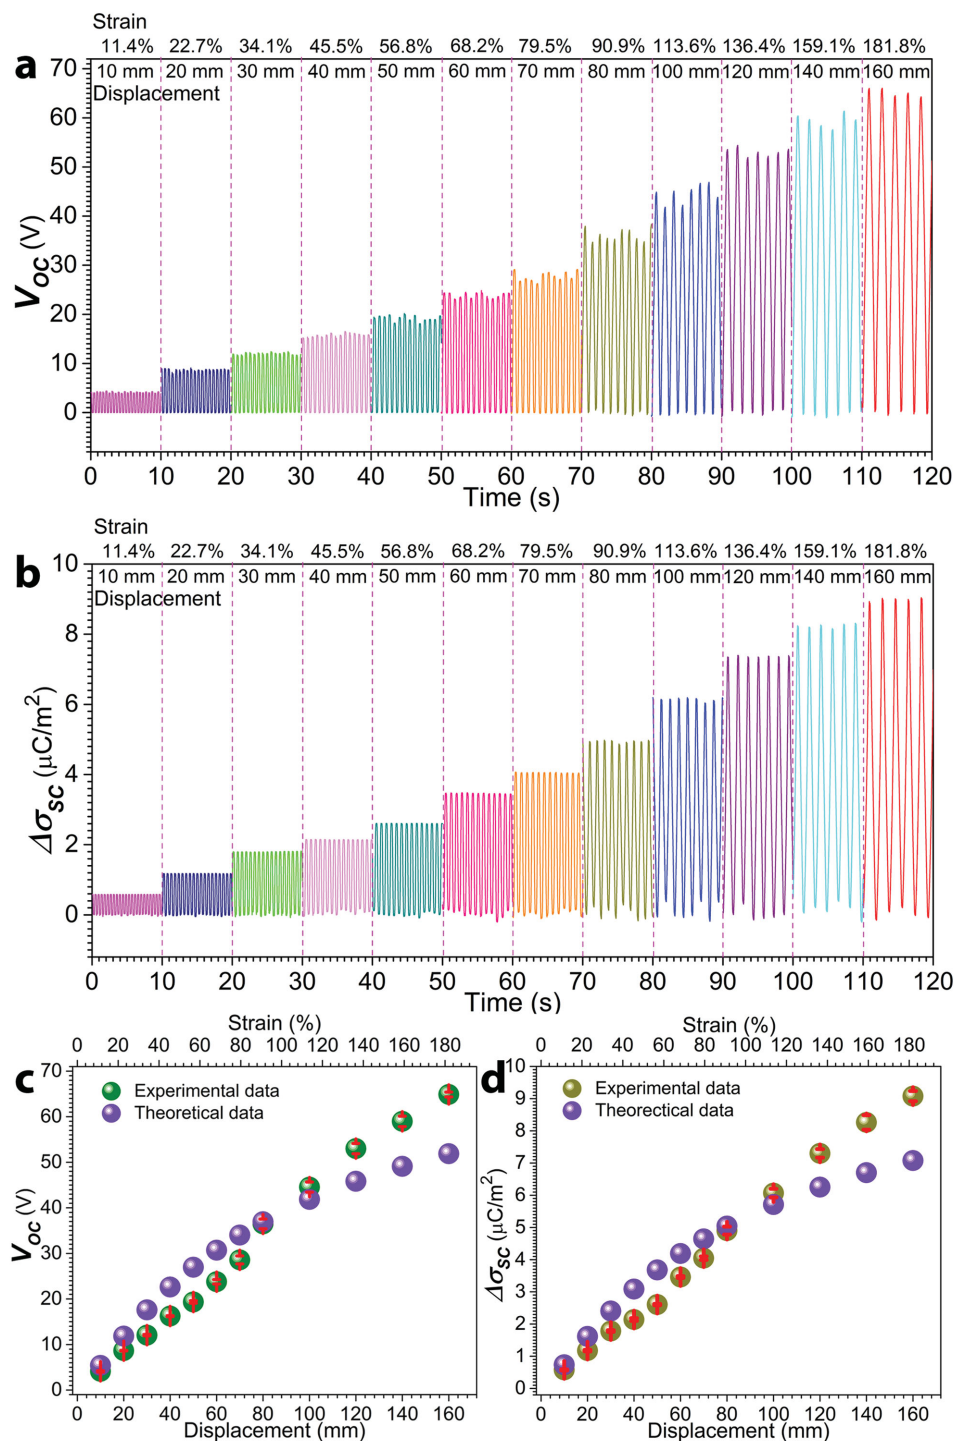 Strain
11.4% 22.7% 34.1% 45.5% 56.8% 68.2% 79.5% 90.9% 113.6% 136.4% 159.1% 181.8%
a
10 mm 20 mm 30 mm 40 mm 50 mm 60 mm 70 mm 80 mm 100 mm 120 mm 140 mm 160 mm
Displacement
70
60
50
40
30
20
10
0
Voc (V)
0 10 20 30 40 50 60 70 80 90 100 110 120
Time (s)
Strain
11.4% 22.7% 34.1% 45.5% 56.8% 68.2% 79.5% 90.9% 113.6% 136.4% 159.1% 181.8%
b
10 mm 20 mm 30 mm 40 mm 50 mm 60 mm 70 mm 80 mm 100 mm 120 mm 140 mm 160 mm
Displacement
10
8
6
4
2
0
Δσsc (μC/m²)
0 10 20 30 40 50 60 70 80 90 100 110 120
Time (s)
Strain (%)
0 20 40 60 80 100 120 140 160 180
c
Experimental data
Theoretical data
70
60
50
40
30
20
10
0
Voc (V)
0 20 40 60 80 100 120 140 160
Displacement (mm)
Strain (%)
0 20 40 60 80 100 120 140 160 180
d
Experimental data
Theorectical data
10
9
8
7
6
5
4
3
2
1
0
Δσsc (μC/m²)
0 20 40 60 80 100 120 140 160
Displacement (mm)